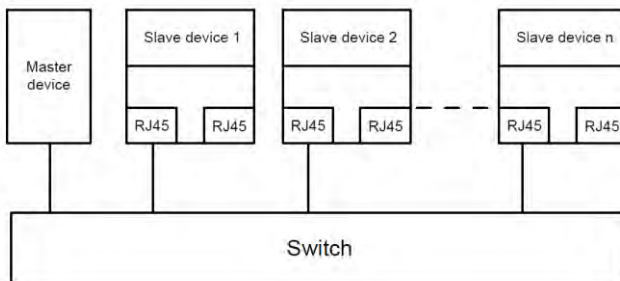 Master
device
Slave device 1
Slave device 2
Slave device n
RJ45
RJ45
RJ45
RJ45
RJ45
RJ45
Switch